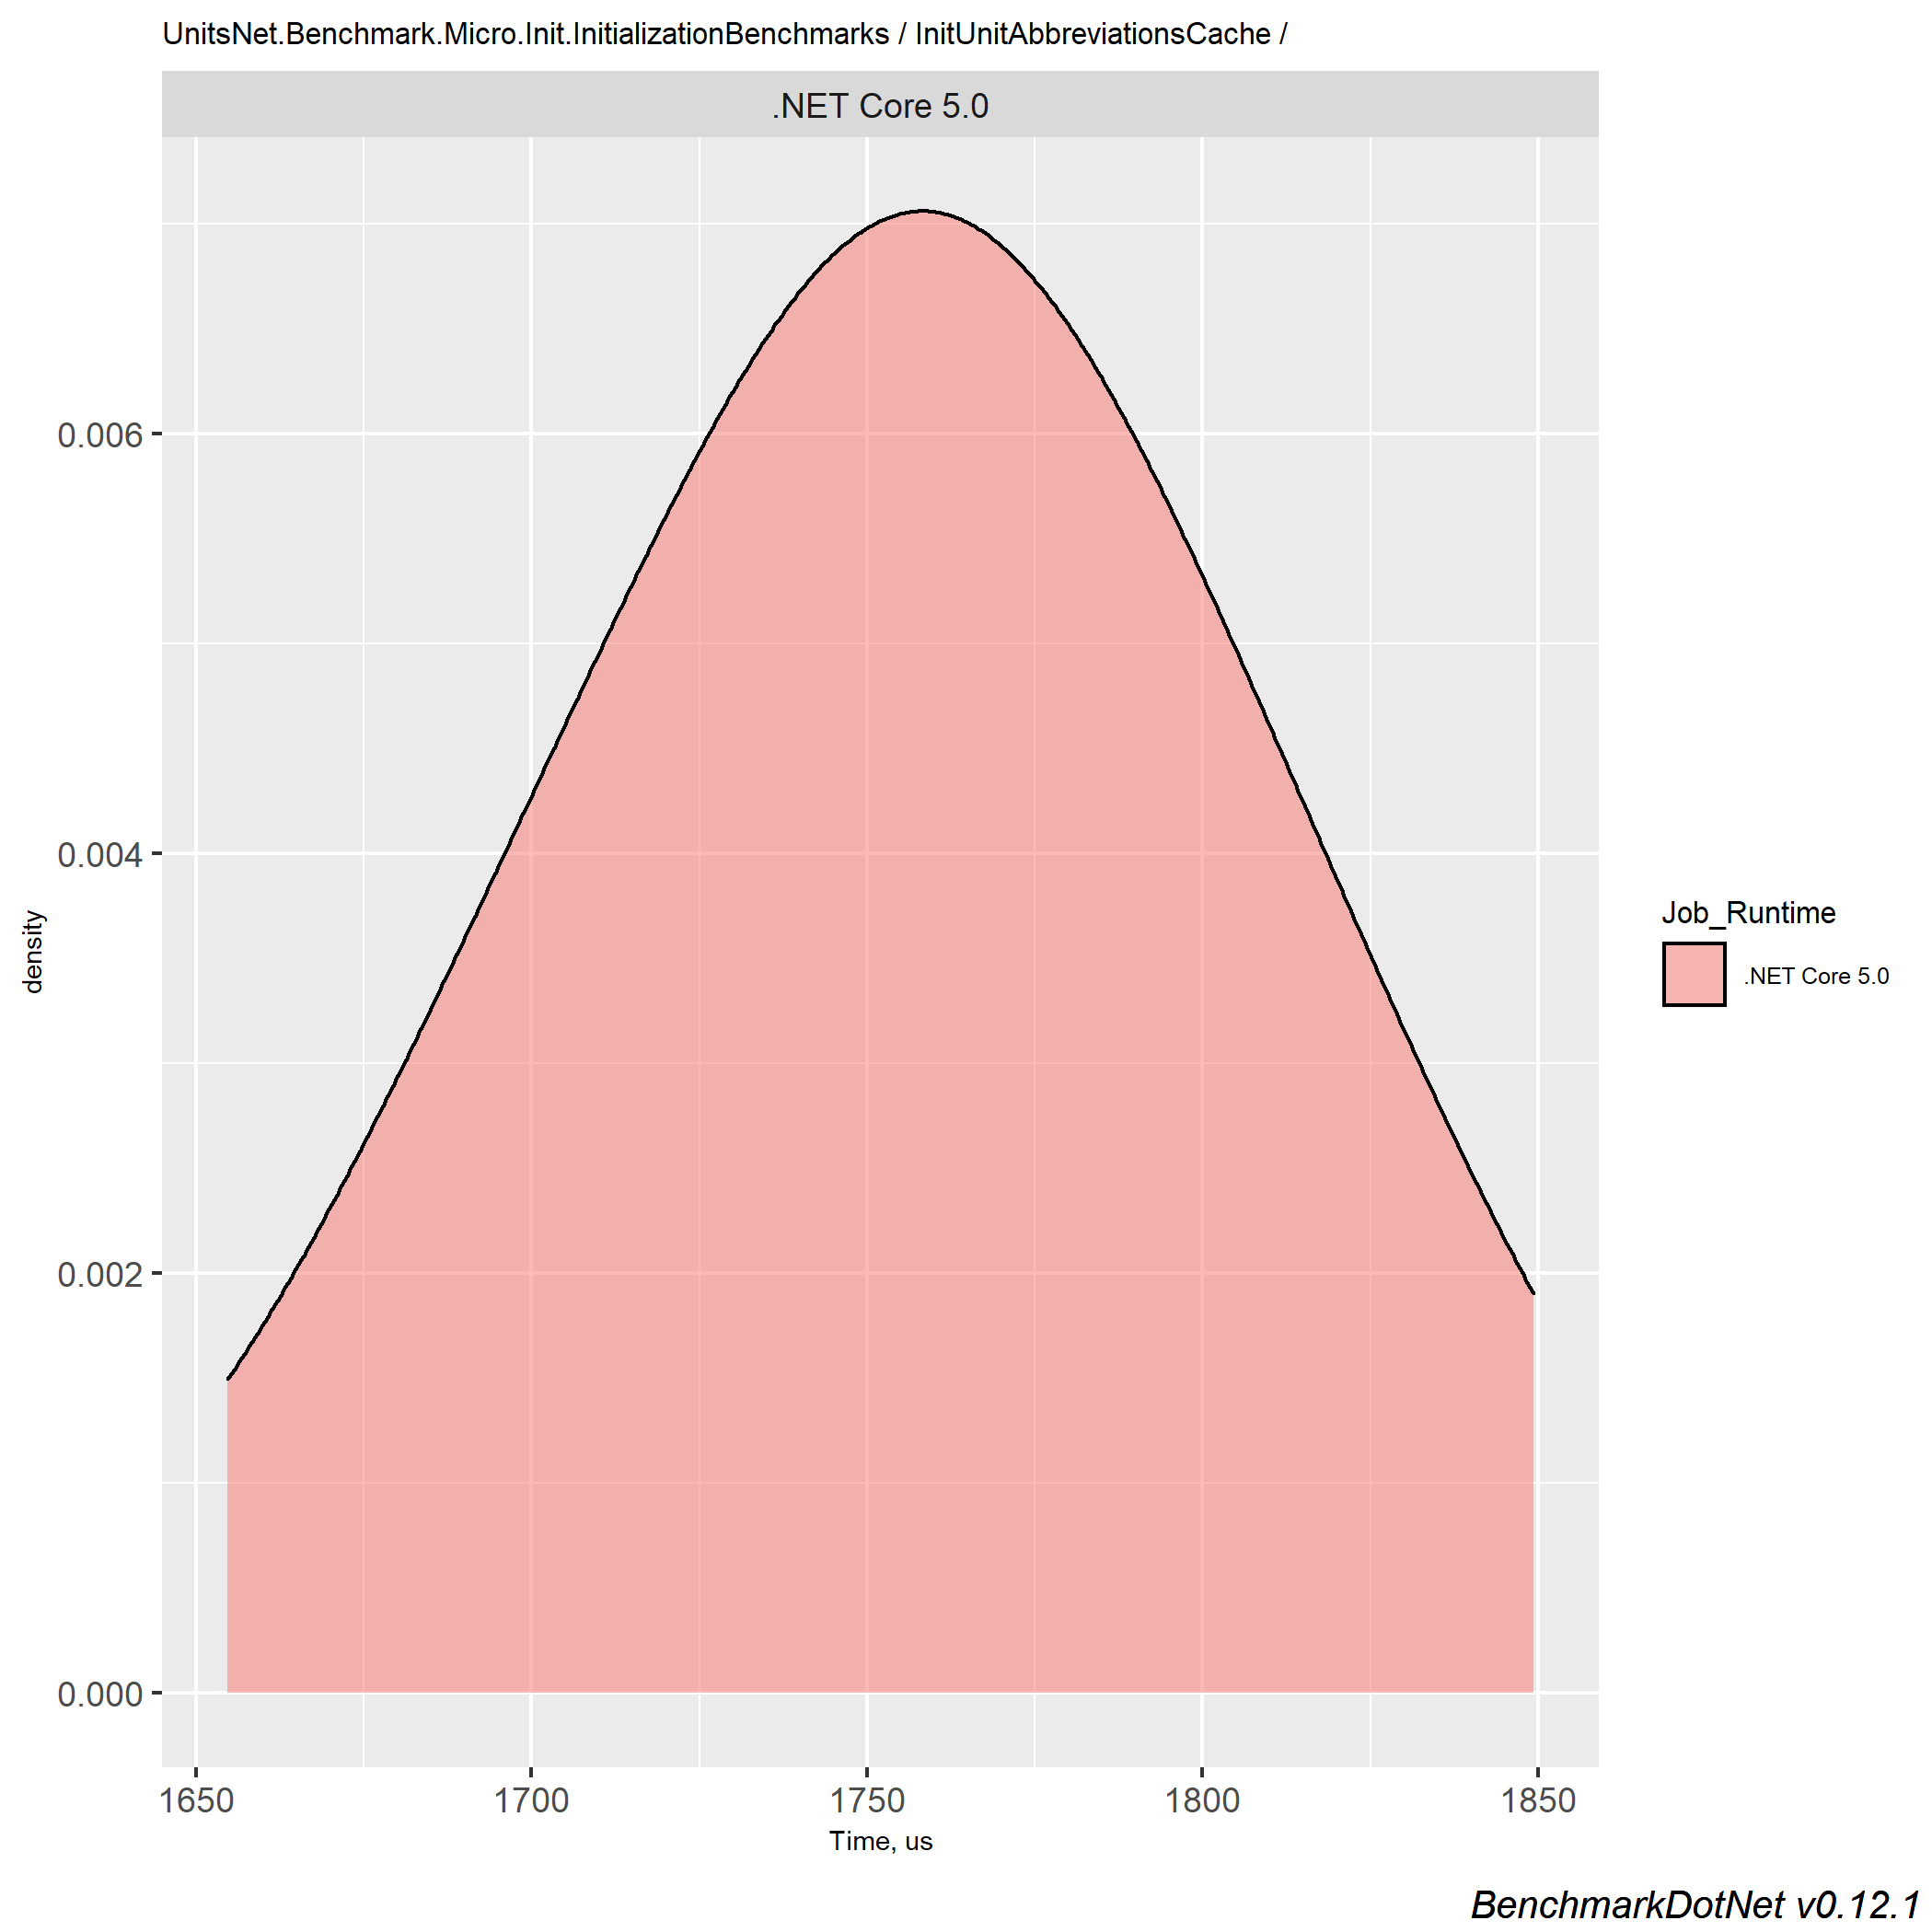 UnitsNet.Benchmark.Micro.Init.InitializationBenchmarks / InitUnitAbbreviationsCache /
.NET Core 5.0
0.006
0.004
0.002
0.000
density
1650 1700 1750 1800 1850
Time, us
Job_Runtime
.NET Core 5.0
BenchmarkDotNet v0.12.1